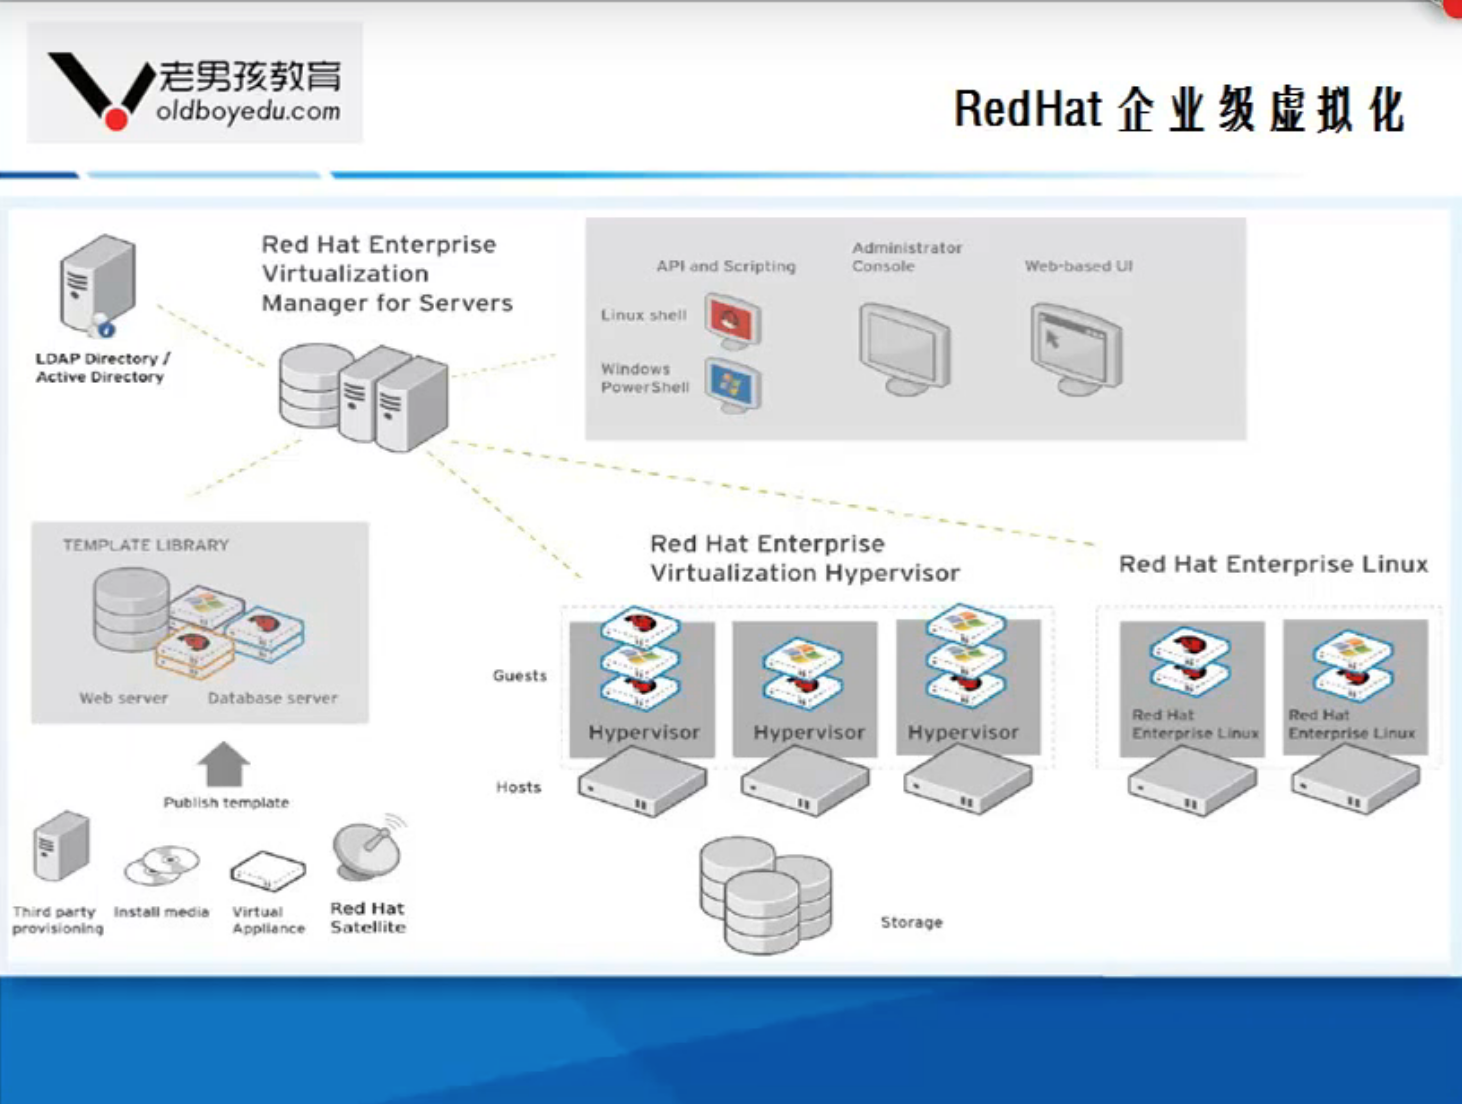 老男孩教育
oldboyedu.com
RedHat 企业级虚拟化
Red Hat Enterprise
Virtualization
Manager for Servers
LDAP Directory /
Active Directory
API and Scripting
Linux shell
Windows
PowerShell
Administrator
Console
Web-based UI
TEMPLATE LIBRARY
Web server
Database server
Publish template
Third party
provisioning
Install media
Virtual
Appliance
Red Hat
Satellite
Red Hat Enterprise
Virtualization Hypervisor
Guests
Hypervisor
Hypervisor
Hypervisor
Hosts
Red Hat Enterprise Linux
Red Hat
Enterprise Linux
Red Hat
Enterprise Linux
Storage